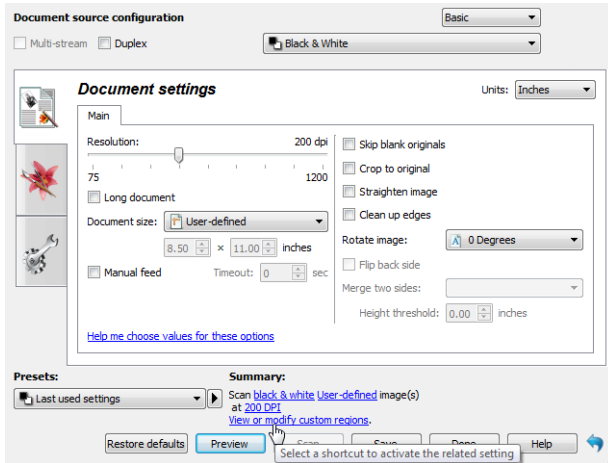 Document source configuration Basic
Multi-stream Duplex Black & White
Document settings Units: Inches
Main
Resolution: 200 dpi
75 1200
Long document
Document size: User-defined
8.50 × 11.00 inches
Manual feed Timeout: 0 sec
Help me choose values for these options
Skip blank originals
Crop to original
Straighten image
Clean up edges
Rotate image: 0 Degrees
Flip back side
Merge two sides:
Height threshold: 0.00 inches
Presets:
Last used settings
Summary:
Scan black & white User-defined image(s)
at 200 DPI
View or modify custom regions.
Restore defaults Preview Scan Save Done Help
Select a shortcut to activate the related setting